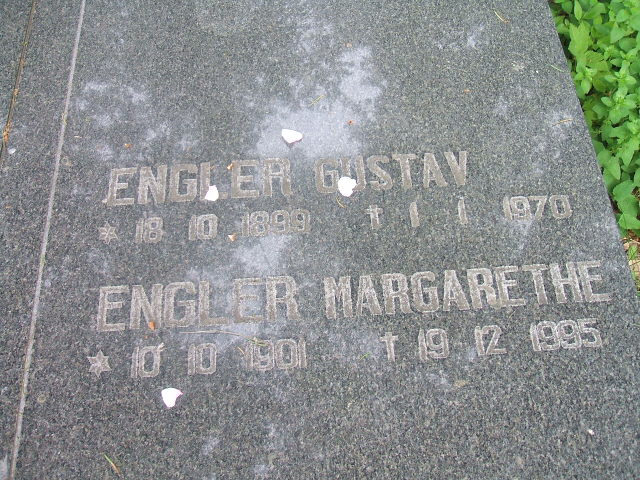 ENGLER GUSTAV
* 18 10 1899 † 1 1 1970
ENGLER MARGARETHE
* 10 10 1901 † 19 12 1995